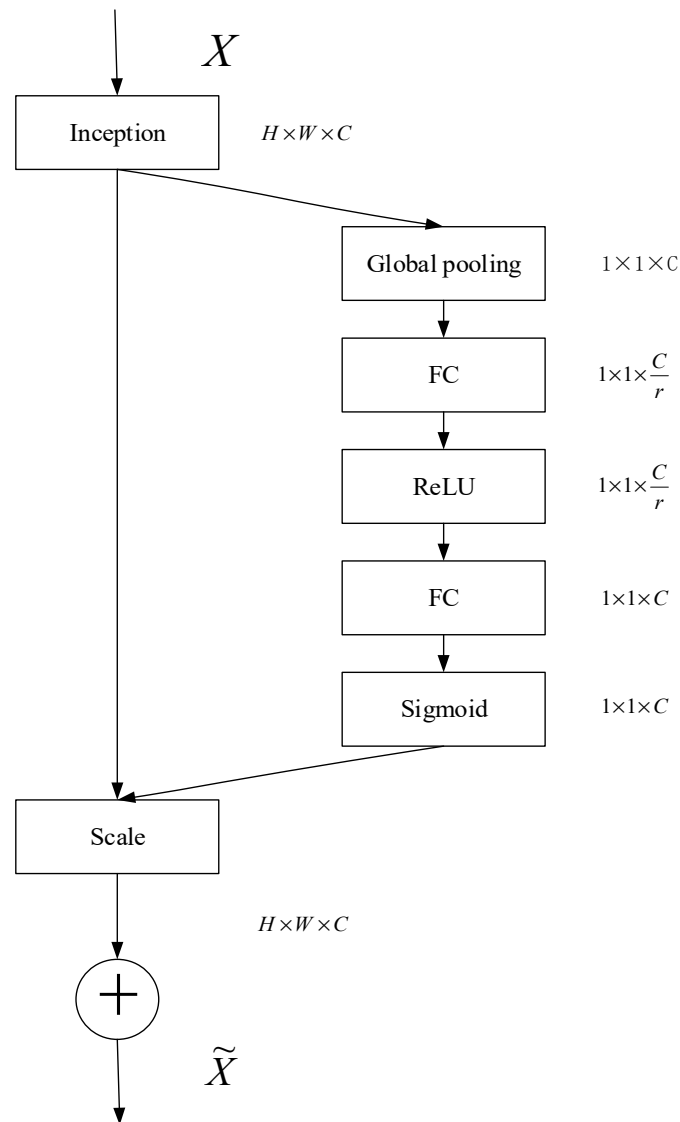 X
Inception
H×W×C
Global pooling
1×1×C
FC
1×1×C/r
ReLU
1×1×C/r
FC
1×1×C
Sigmoid
1×1×C
Scale
H×W×C
+
X̃